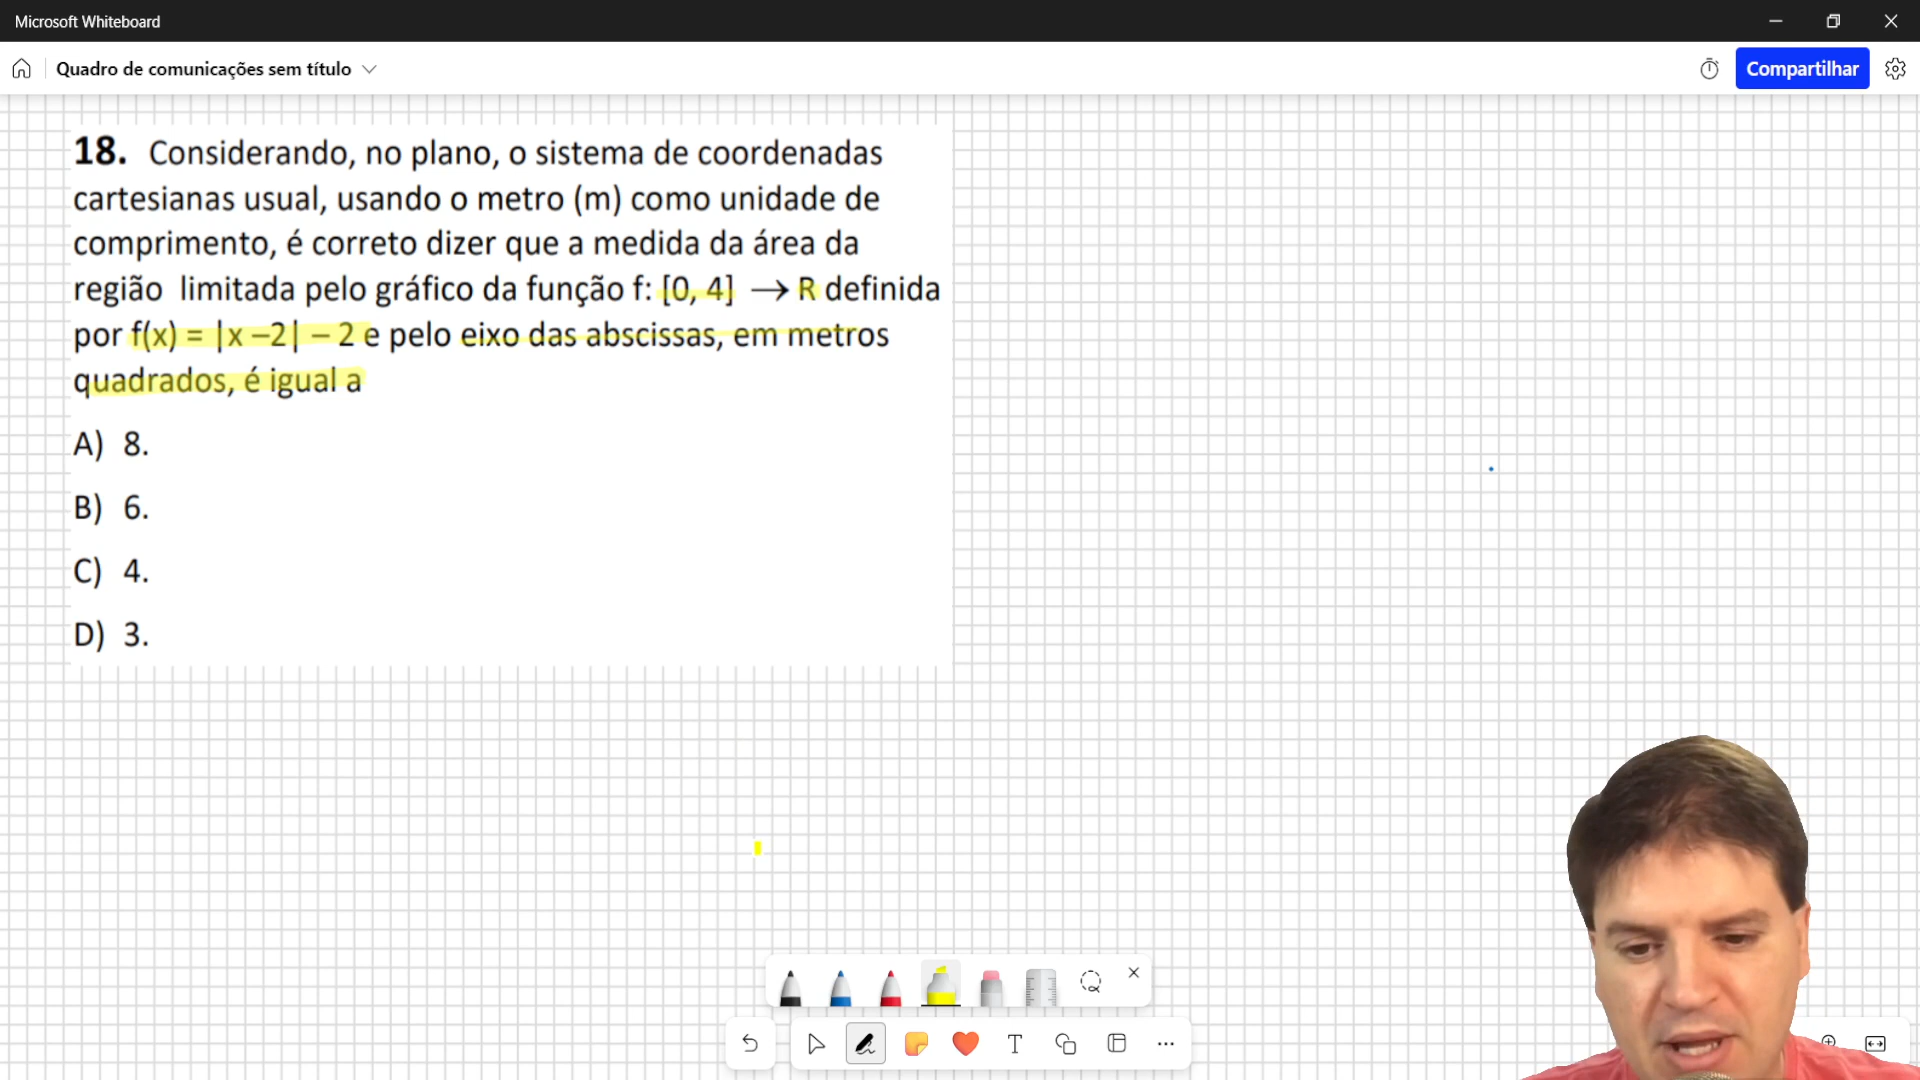 Microsoft Whiteboard
Quadro de comunicações sem título
Compartilhar
18. Considerando, no plano, o sistema de coordenadas
cartesianas usual, usando o metro (m) como unidade de
comprimento, é correto dizer que a medida da área da
região limitada pelo gráfico da função f: [0, 4] → R definida
por f(x) = |x –2| – 2 e pelo eixo das abscissas, em metros
quadrados, é igual a
A) 8.
B) 6.
C) 4.
D) 3.